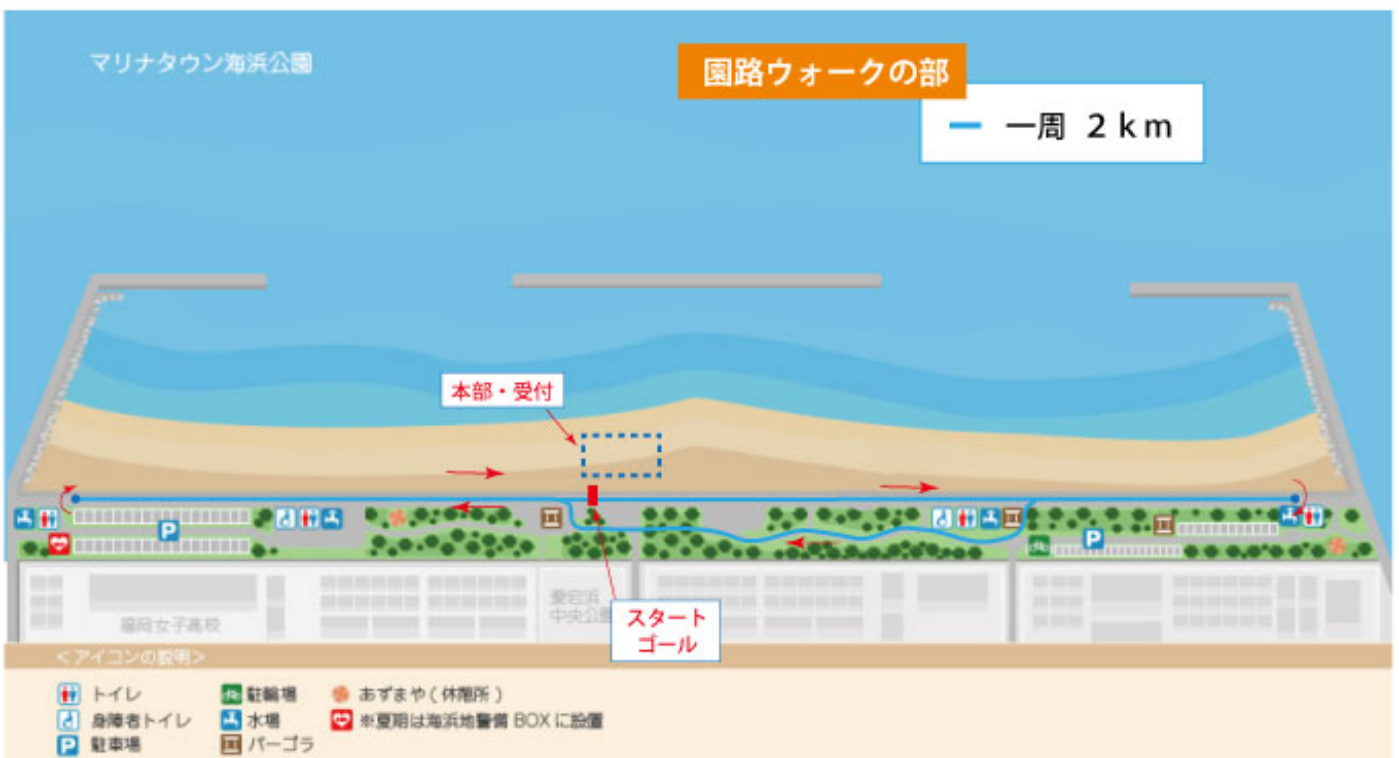 マリナタウン海浜公園
園路ウォークの部
一周 2km
本部・受付
P
P
愛宕浜
中央公園
福岡女子高校
スタート
ゴール
<アイコンの説明>
トイレ
駐輪場
あずまや(休憩所)
身障者トイレ
水場
※夏期は海浜地警備BOXに設置
P 駐車場
パーゴラ